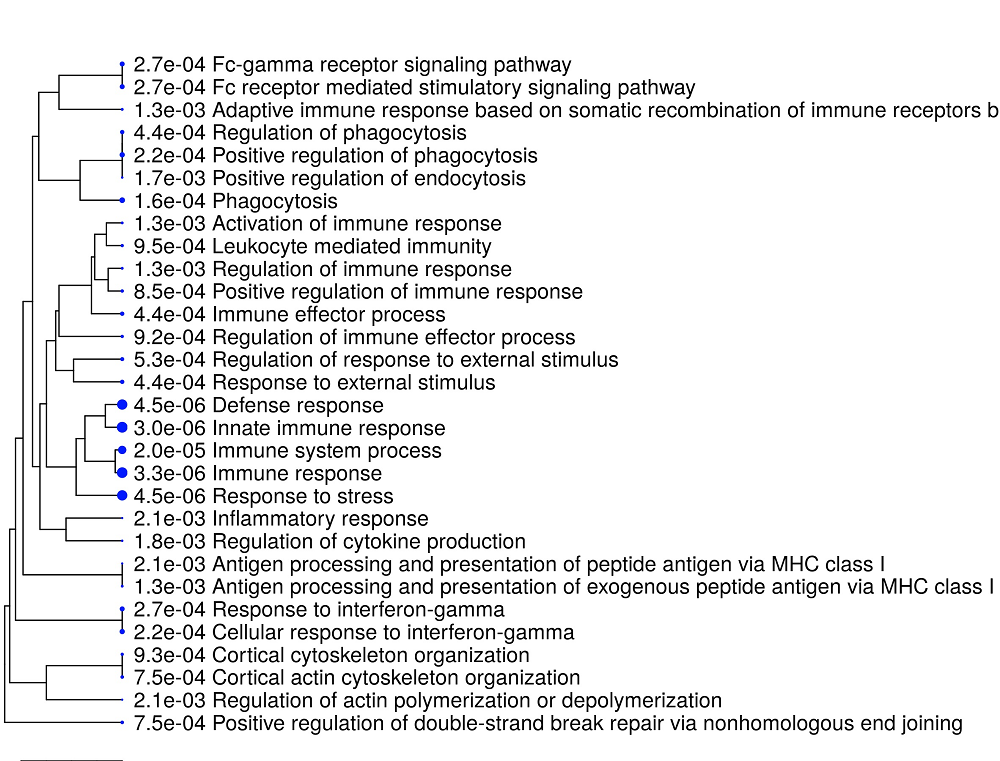 2.7e-04 Fc-gamma receptor signaling pathway
2.7e-04 Fc receptor mediated stimulatory signaling pathway
1.3e-03 Adaptive immune response based on somatic recombination of immune receptors b
4.4e-04 Regulation of phagocytosis
2.2e-04 Positive regulation of phagocytosis
1.7e-03 Positive regulation of endocytosis
1.6e-04 Phagocytosis
1.3e-03 Activation of immune response
9.5e-04 Leukocyte mediated immunity
1.3e-03 Regulation of immune response
8.5e-04 Positive regulation of immune response
4.4e-04 Immune effector process
9.2e-04 Regulation of immune effector process
5.3e-04 Regulation of response to external stimulus
4.4e-04 Response to external stimulus
4.5e-06 Defense response
3.0e-06 Innate immune response
2.0e-05 Immune system process
3.3e-06 Immune response
4.5e-06 Response to stress
2.1e-03 Inflammatory response
1.8e-03 Regulation of cytokine production
2.1e-03 Antigen processing and presentation of peptide antigen via MHC class I
1.3e-03 Antigen processing and presentation of exogenous peptide antigen via MHC class I
2.7e-04 Response to interferon-gamma
2.2e-04 Cellular response to interferon-gamma
9.3e-04 Cortical cytoskeleton organization
7.5e-04 Cortical actin cytoskeleton organization
2.1e-03 Regulation of actin polymerization or depolymerization
7.5e-04 Positive regulation of double-strand break repair via nonhomologous end joining